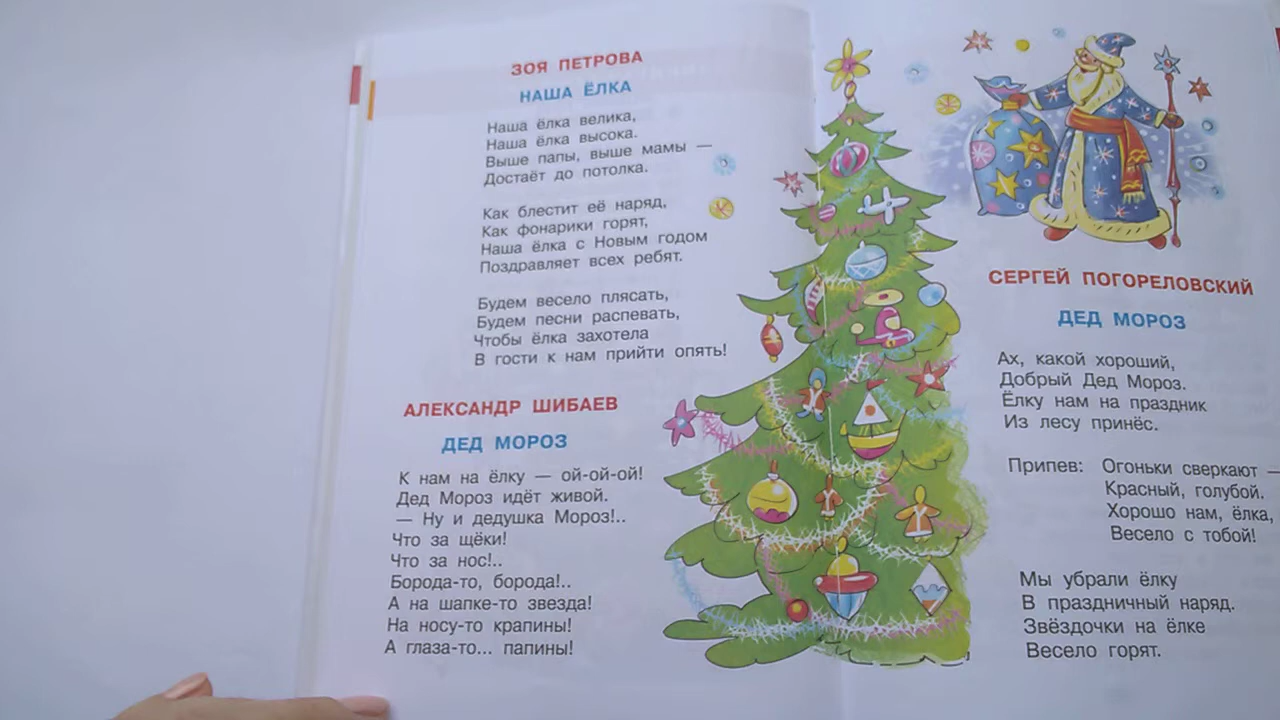 ЗОЯ ПЕТРОВА
НАША ЁЛКА
Наша ёлка велика,
Наша ёлка высока.
Выше папы, выше мамы —
Достаёт до потолка.
Как блестит её наряд,
Как фонарики горят,
Наша ёлка с Новым годом
Поздравляет всех ребят.
Будем весело плясать,
Будем песни распевать,
Чтобы ёлка захотела
В гости к нам прийти опять!
АЛЕКСАНДР ШИБАЕВ
ДЕД МОРОЗ
К нам на ёлку — ой-ой-ой!
Дед Мороз идёт живой.
— Ну и дедушка Мороз!..
Что за щёки!
Что за нос!..
Борода-то, борода!..
А на шапке-то звезда!
На носу-то крапины!
А глаза-то... папины!
СЕРГЕЙ ПОГОРЕЛОВСКИЙ
ДЕД МОРОЗ
Ах, какой хороший,
Добрый Дед Мороз.
Ёлку нам на праздник
Из лесу принёс.
Припев: Огоньки сверкают —
Красный, голубой.
Хорошо нам, ёлка,
Весело с тобой!
Мы убрали ёлку
В праздничный наряд.
Звёздочки на ёлке
Весело горят.